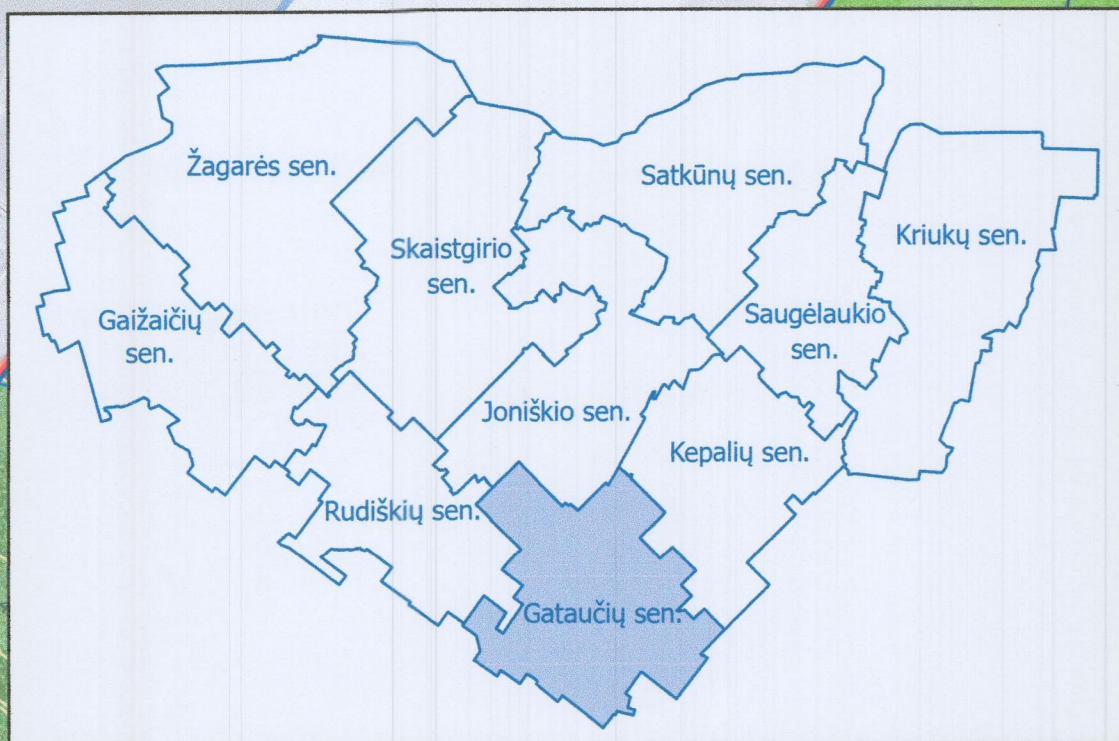 Žagarės sen.
Satkūnų sen.
Skaistgirio
sen.
Kriukų sen.
Gaižaičių
sen.
Saugėlaukio
sen.
Joniškio sen.
Kepalių sen.
Rudiškių sen.
Gataučių sen.